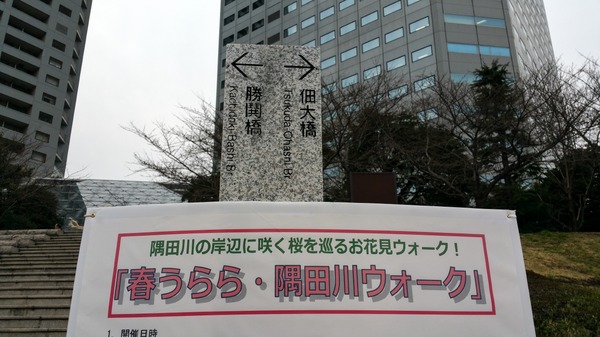 勝鬨橋
Kachidoki Bashi Br.
佃大橋
Tsukuda Ohashi Br.
隅田川の岸辺に咲く桜を巡るお花見ウォーク！
「春うらら・隅田川ウォーク」
1．開催日時